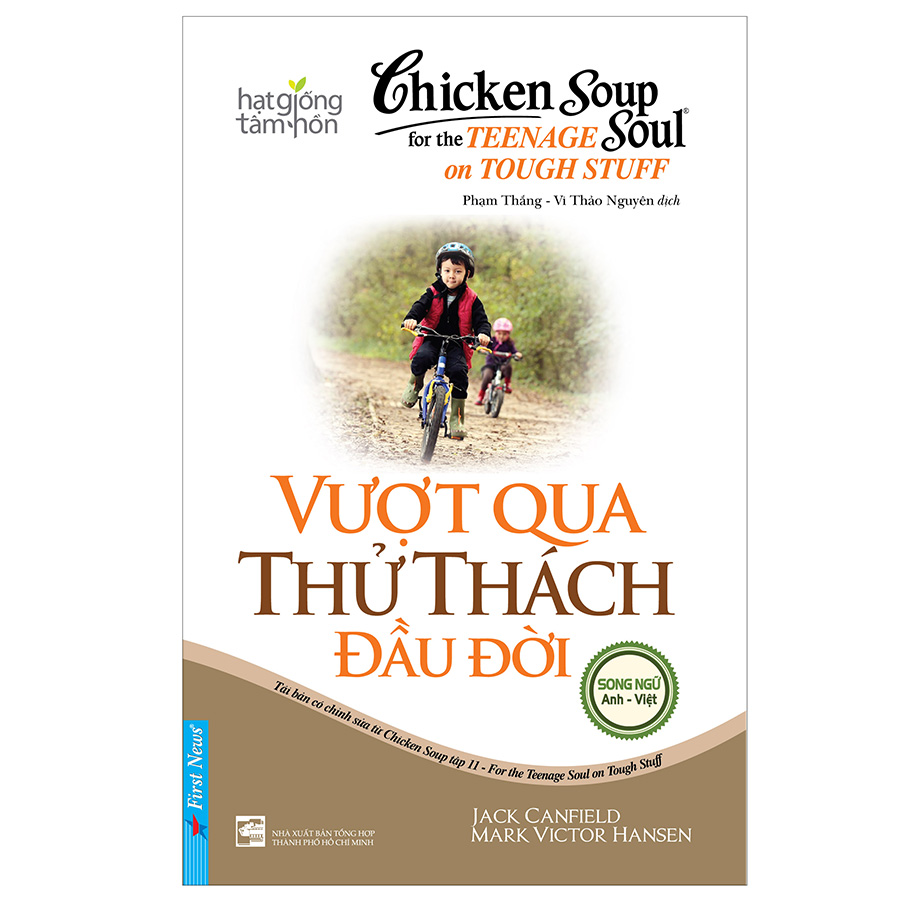 hạt giống
tâm hồn
Chicken Soup
for the TEENAGE Soul®
on TOUGH STUFF
Phạm Thắng - Vi Thảo Nguyên dịch
VƯỢT QUA
THỬ THÁCH
ĐẦU ĐỜI
SONG NGỮ
Anh - Việt
Tái bản có chỉnh sửa từ Chicken Soup tập 11 - For the Teenage Soul on Tough Stuff
First News®
JACK CANFIELD
MARK VICTOR HANSEN
NHÀ XUẤT BẢN TỔNG HỢP
THÀNH PHỐ HỒ CHÍ MINH